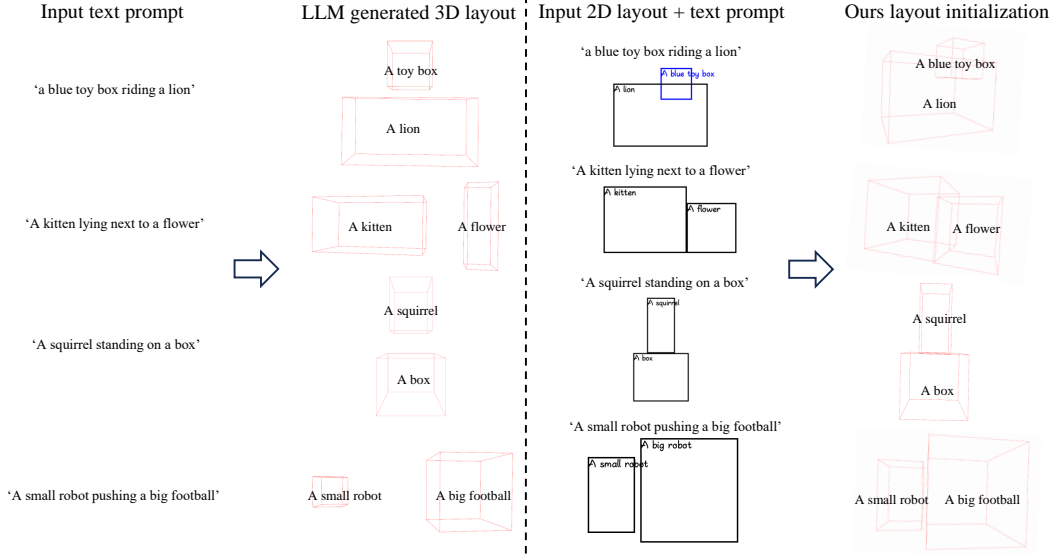 Input text prompt
LLM generated 3D layout
Input 2D layout + text prompt
Ours layout initialization
‘a blue toy box riding a lion’
A toy box
A lion
‘a blue toy box riding a lion’
A blue toy box
A lion
A blue toy box
A lion
‘A kitten lying next to a flower’
A kitten
A flower
‘A kitten lying next to a flower’
A kitten
A flower
A kitten
A flower
‘A squirrel standing on a box’
A squirrel
A box
‘A squirrel standing on a box’
A squirrel
A box
A squirrel
A box
‘A small robot pushing a big football’
A small robot
A big football
‘A small robot pushing a big football’
A big robot
A small robot
A small robot
A big football